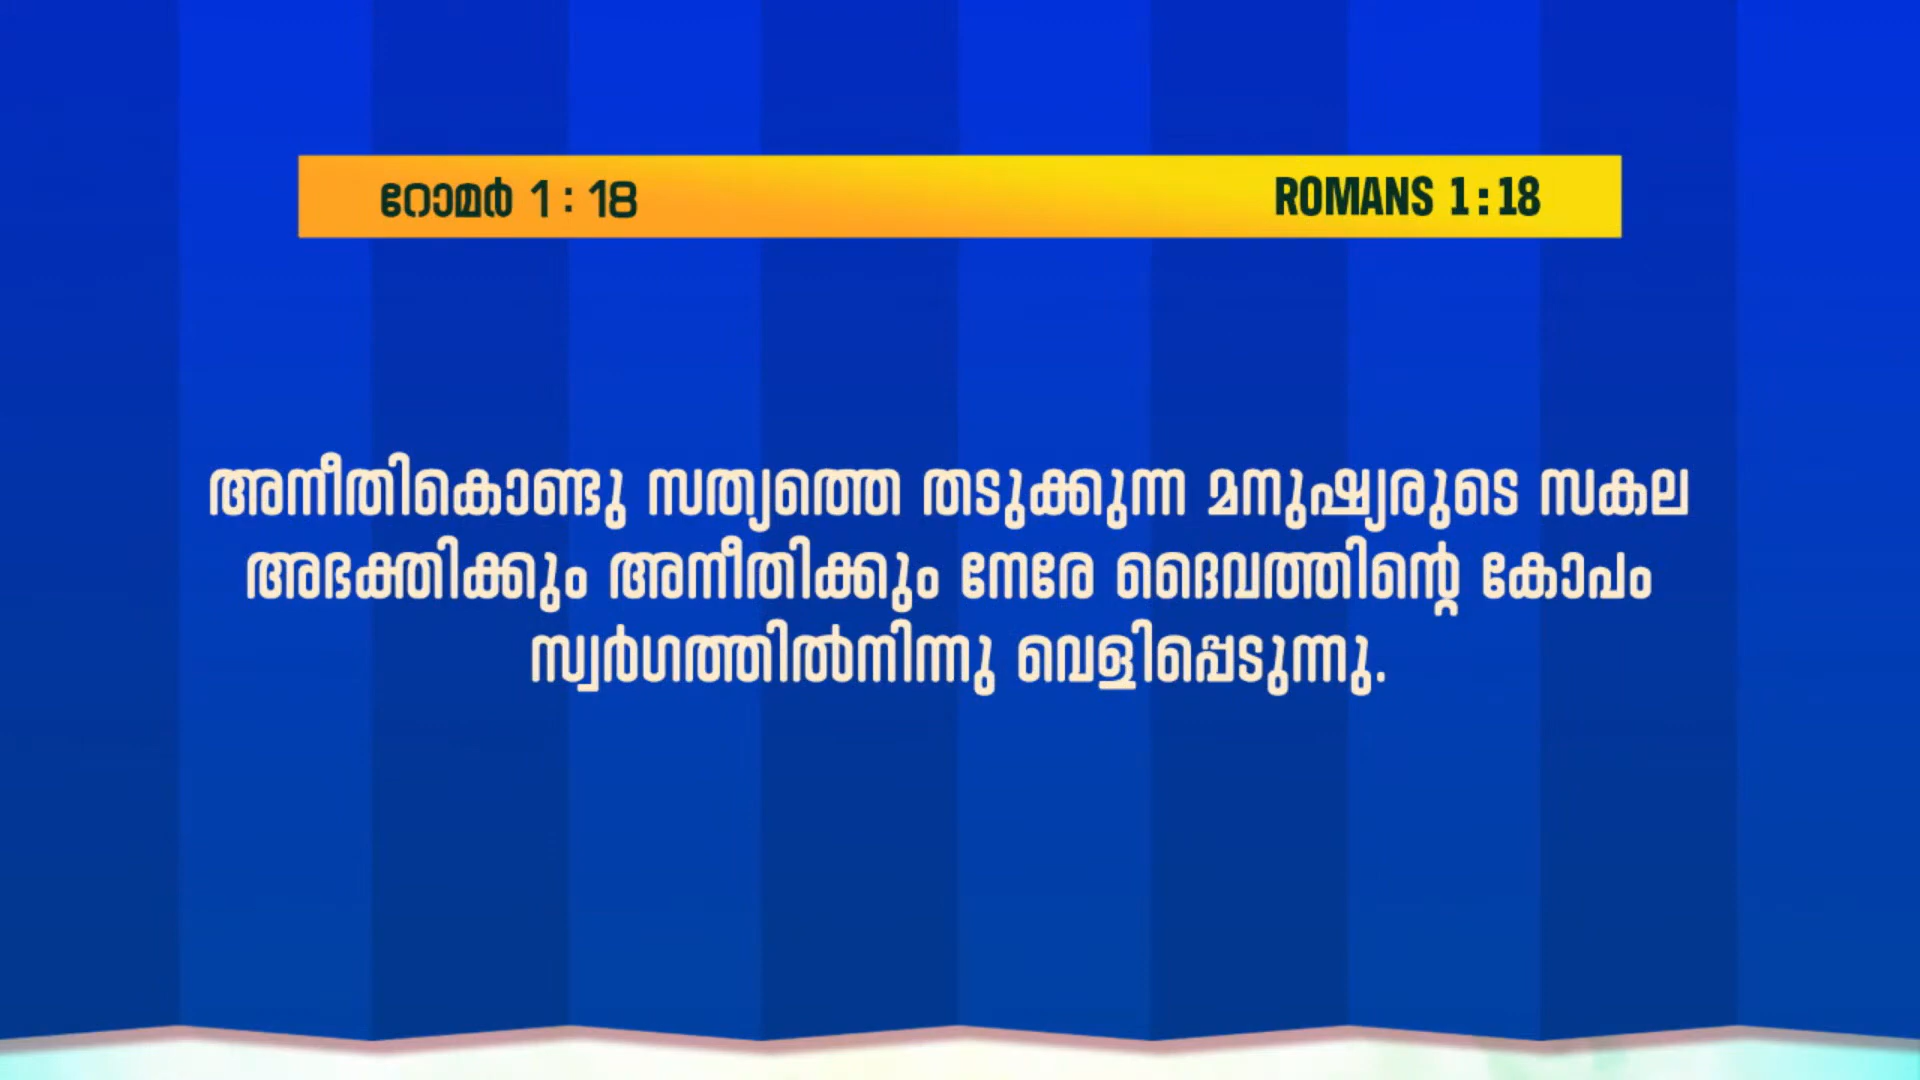 റോമർ 1 : 18
ROMANS 1:18
അനീതികൊണ്ടു സത്യത്തെ തടുക്കുന്ന മനുഷ്യരുടെ സകല
അഭക്തിക്കും അനീതിക്കും നേരേ ദൈവത്തിന്റെ കോപം
സ്വർഗത്തിൽനിന്നു വെളിപ്പെടുന്നു.